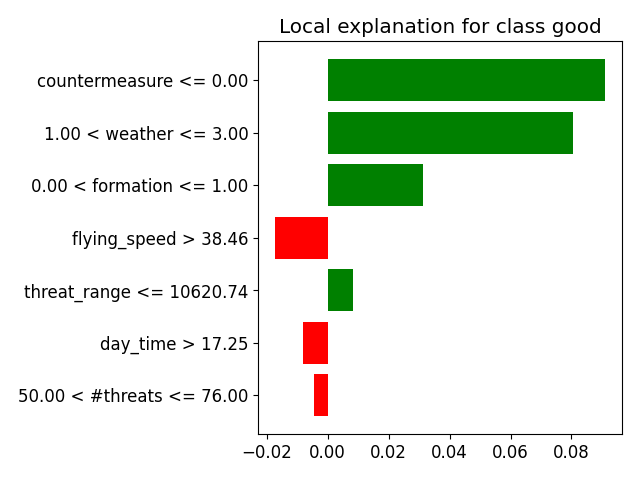 Local explanation for class good
countermeasure <= 0.00
1.00 < weather <= 3.00
0.00 < formation <= 1.00
flying_speed > 38.46
threat_range <= 10620.74
day_time > 17.25
50.00 < #threats <= 76.00
−0.02 0.00 0.02 0.04 0.06 0.08